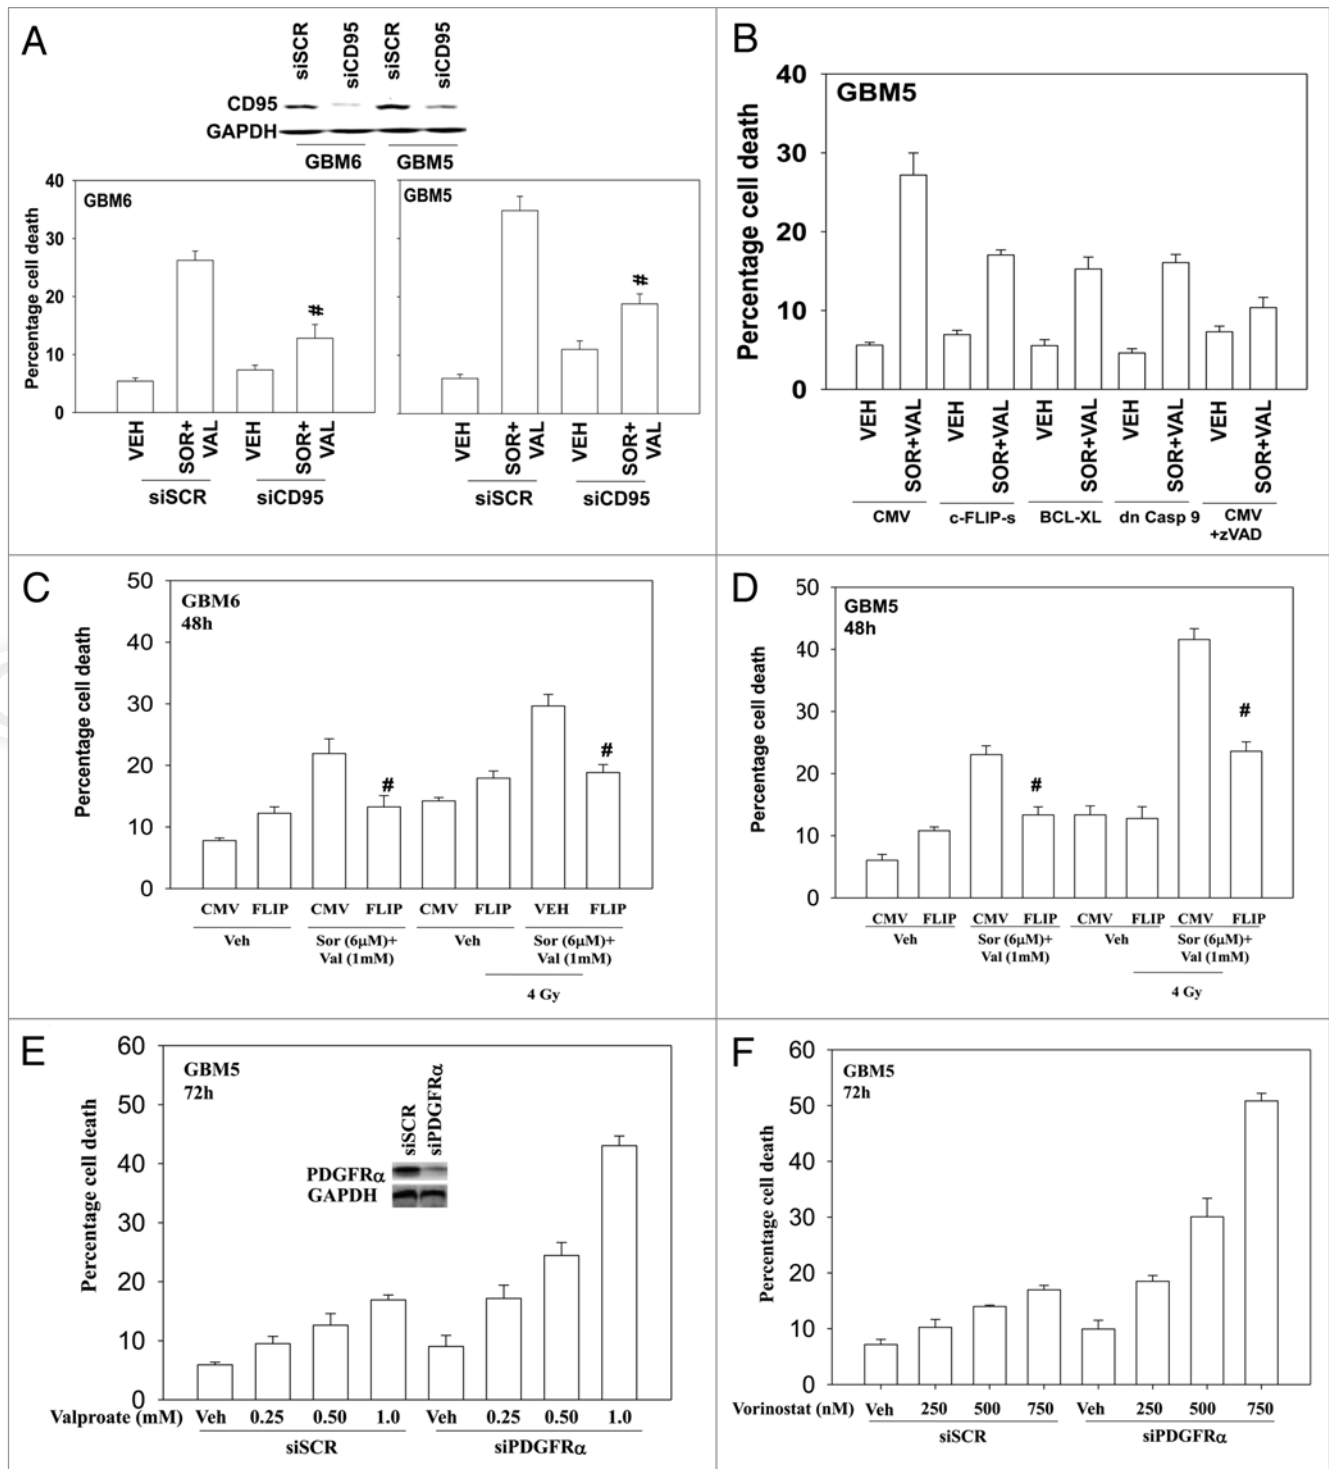 A
siSCR siCD95 siSCR siCD95
CD95
GAPDH
GBM6 GBM5
Percentage cell death
40
30
20
10
0
GBM6
#
VEH SOR+VAL VEH SOR+VAL
siSCR siCD95
GBM5
#
VEH SOR+VAL VEH SOR+VAL
siSCR siCD95
B
Percentage cell death
40
30
20
10
0
GBM5
VEH SOR+VAL VEH SOR+VAL VEH SOR+VAL VEH SOR+VAL VEH SOR+VAL
CMV c-FLIP-s BCL-XL dn Casp 9 CMV
+zVAD
C
Percentage cell death
50
40
30
20
10
0
GBM6
48h
# #
CMV FLIP CMV FLIP CMV FLIP VEH FLIP
Veh Sor (6µM)+ Veh Sor (6µM)+
Val (1mM) Val (1mM)
4 Gy
D
Percentage cell death
50
40
30
20
10
0
GBM5
48h
# #
CMV FLIP CMV FLIP CMV FLIP CMV FLIP
Veh Sor (6µM)+ Veh Sor (6µM)+
Val (1mM) Val (1mM)
4 Gy
E
Percentage cell death
60
50
40
30
20
10
0
GBM5
72h
siSCR siPDGFRα
PDGFRα
GAPDH
Valproate (mM) Veh 0.25 0.50 1.0 Veh 0.25 0.50 1.0
siSCR siPDGFRα
F
Percentage cell death
60
50
40
30
20
10
0
GBM5
72h
Vorinostat (nM) Veh 250 500 750 Veh 250 500 750
siSCR siPDGFRα